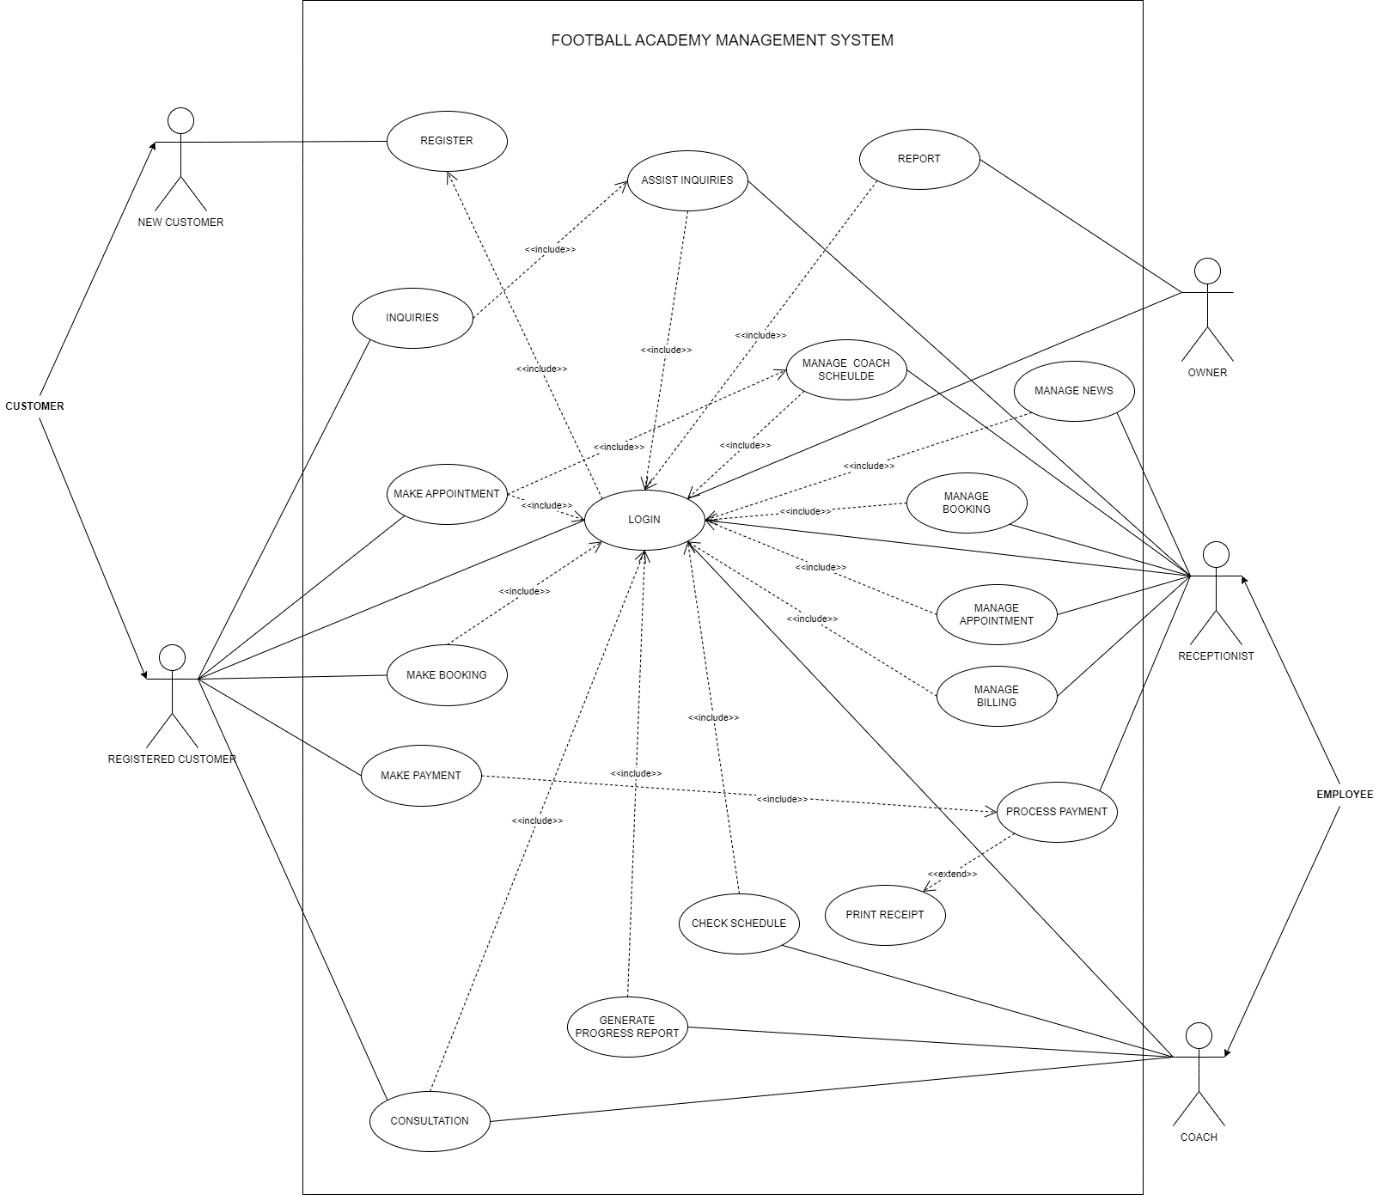 FOOTBALL ACADEMY MANAGEMENT SYSTEM
REGISTER
REPORT
ASSIST INQUIRIES
NEW CUSTOMER
<<include>>
INQUIRIES
<<include>>
<<include>>
<<include>>
MANAGE COACH
SCHEULDE
OWNER
MANAGE NEWS
CUSTOMER
<<include>>
<<include>>
<<include>>
MAKE APPOINTMENT
MANAGE
BOOKING
<<include>>
<<include>>
LOGIN
<<include>>
<<include>>
MANAGE
APPOINTMENT
<<include>>
RECEPTIONIST
MAKE BOOKING
MANAGE
BILLING
<<include>>
REGISTERED CUSTOMER
MAKE PAYMENT
<<include>>
<<include>>
EMPLOYEE
PROCESS PAYMENT
<<include>>
<<extend>>
PRINT RECEIPT
CHECK SCHEDULE
GENERATE
PROGRESS REPORT
CONSULTATION
COACH